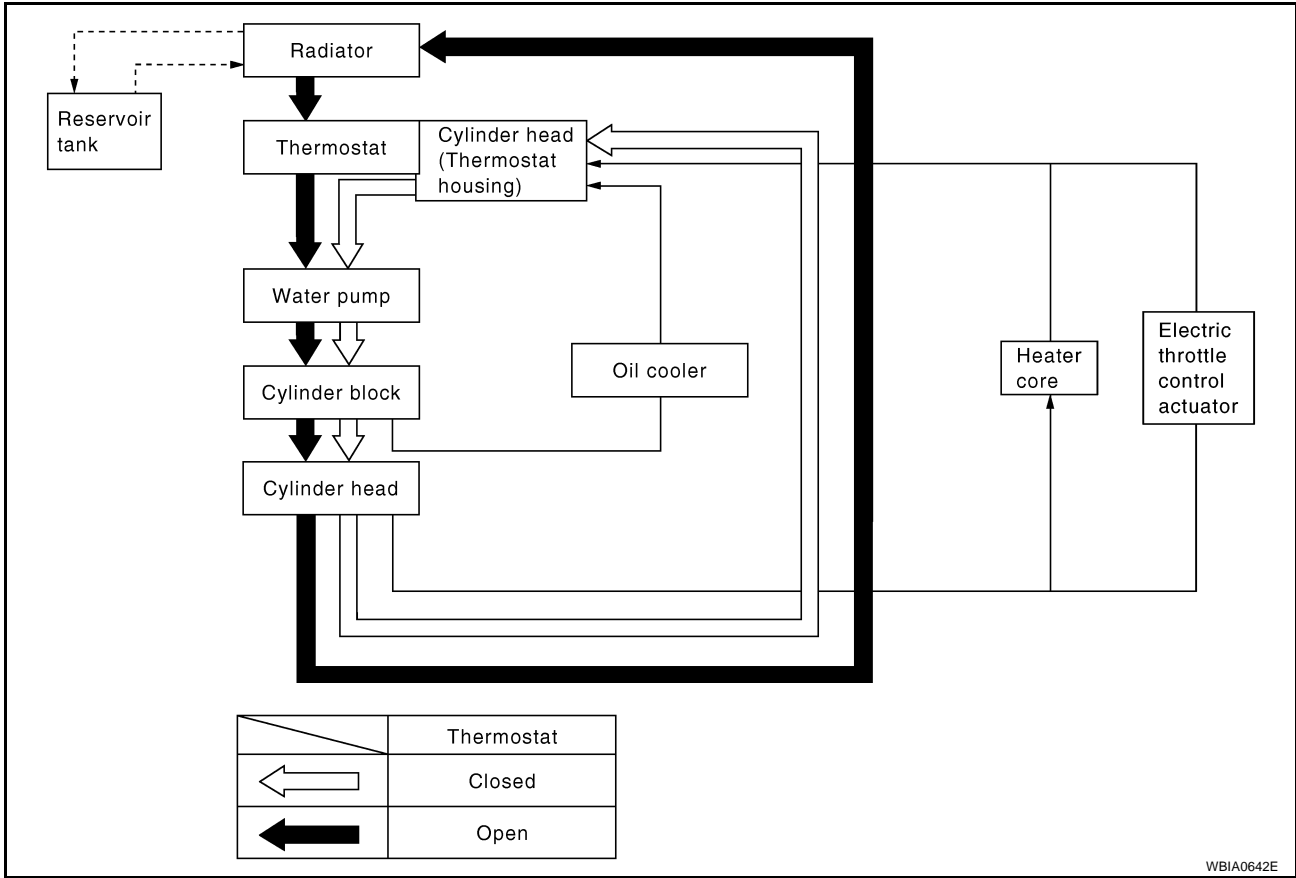 Radiator
Reservoir
tank
Thermostat
Cylinder head
(Thermostat
housing)
Water pump
Cylinder block
Cylinder head
Oil cooler
Heater
core
Electric
throttle
control
actuator
Thermostat
Closed
Open
WBIA0642E